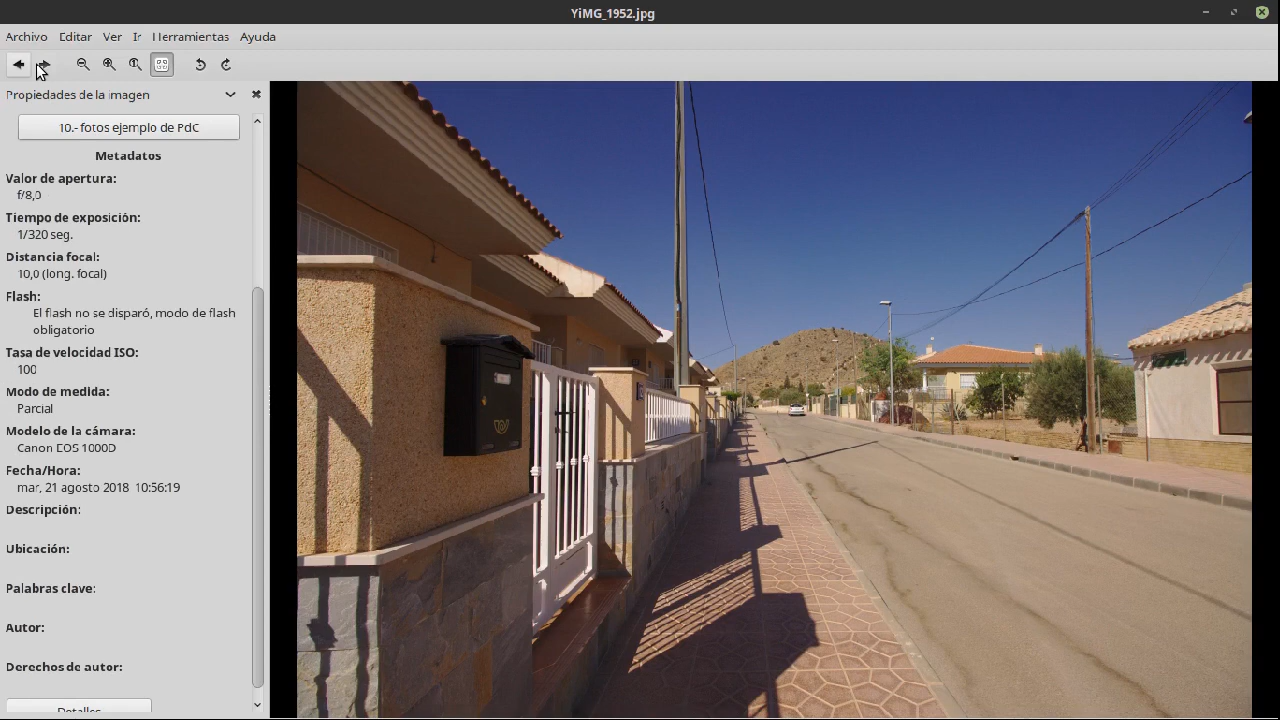 YiMG_1952.jpg
Archivo Editar Ver Ir Herramientas Ayuda
Propiedades de la imagen
10.- fotos ejemplo de PdC
Metadatos
Valor de apertura:
f/8,0
Tiempo de exposición:
1/320 seg.
Distancia focal:
10,0 (long. focal)
Flash:
El flash no se disparó, modo de flash
obligatorio
Tasa de velocidad ISO:
100
Modo de medida:
Parcial
Modelo de la cámara:
Canon EOS 1000D
Fecha/Hora:
mar, 21 agosto 2018 10:56:19
Descripción:
Ubicación:
Palabras clave:
Autor:
Derechos de autor:
Detalles